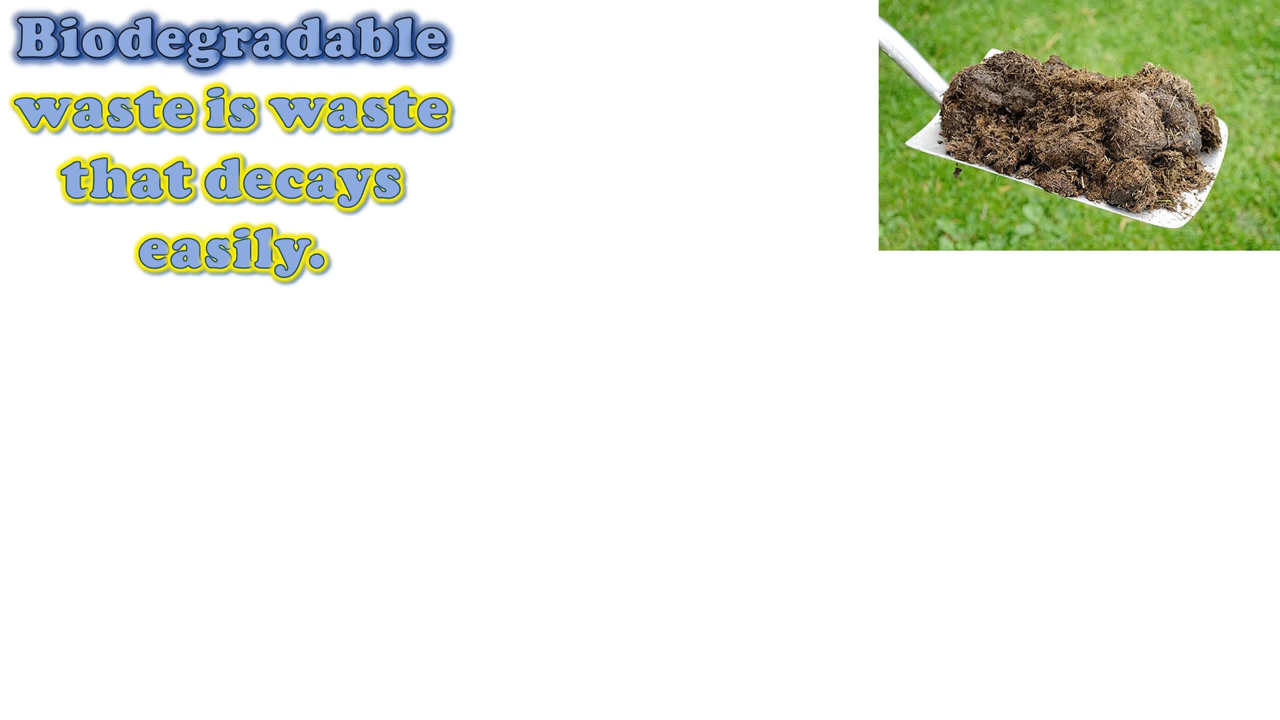 Biodegradable
waste is waste
that decays
easily.